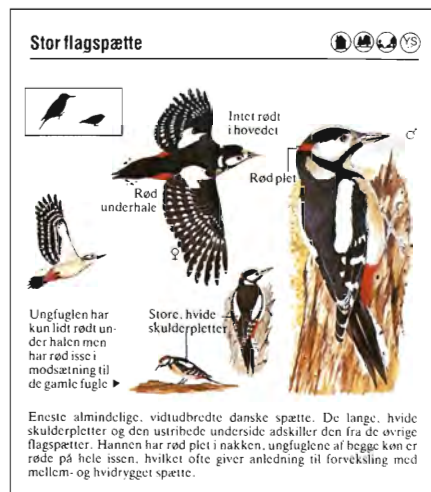 Stor flagspætte
YS
Intet rødt
i hovedet
Rød plet
Rød
underhale
♂
♀
Ungfuglen har
kun lidt rødt un-
der halen men
har rød isse i
modsætning til
de gamle fugle ▶
Store, hvide
skulderpletter
Eneste almindelige, vidtudbredte danske spætte. De lange, hvide
skulderpletter og den ustribede underside adskiller den fra de øvrige
flagspætter. Hannen har rød plet i nakken, ungfuglene af begge køn er
røde på hele issen, hvilket ofte giver anledning til forveksling med
mellem- og hvidrygget spætte.